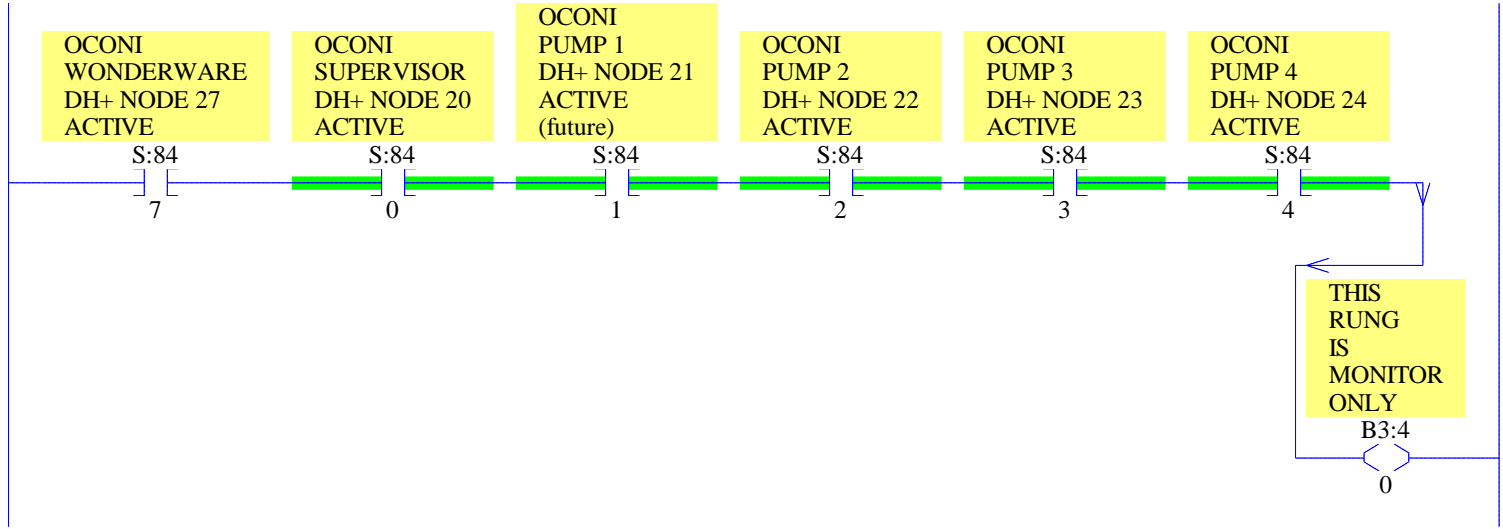 OCONI
WONDERWARE
DH+ NODE 27
ACTIVE
S:84
7
OCONI
SUPERVISOR
DH+ NODE 20
ACTIVE
S:84
0
OCONI
PUMP 1
DH+ NODE 21
ACTIVE
(future)
S:84
1
OCONI
PUMP 2
DH+ NODE 22
ACTIVE
S:84
2
OCONI
PUMP 3
DH+ NODE 23
ACTIVE
S:84
3
OCONI
PUMP 4
DH+ NODE 24
ACTIVE
S:84
4
THIS
RUNG
IS
MONITOR
ONLY
B3:4
0